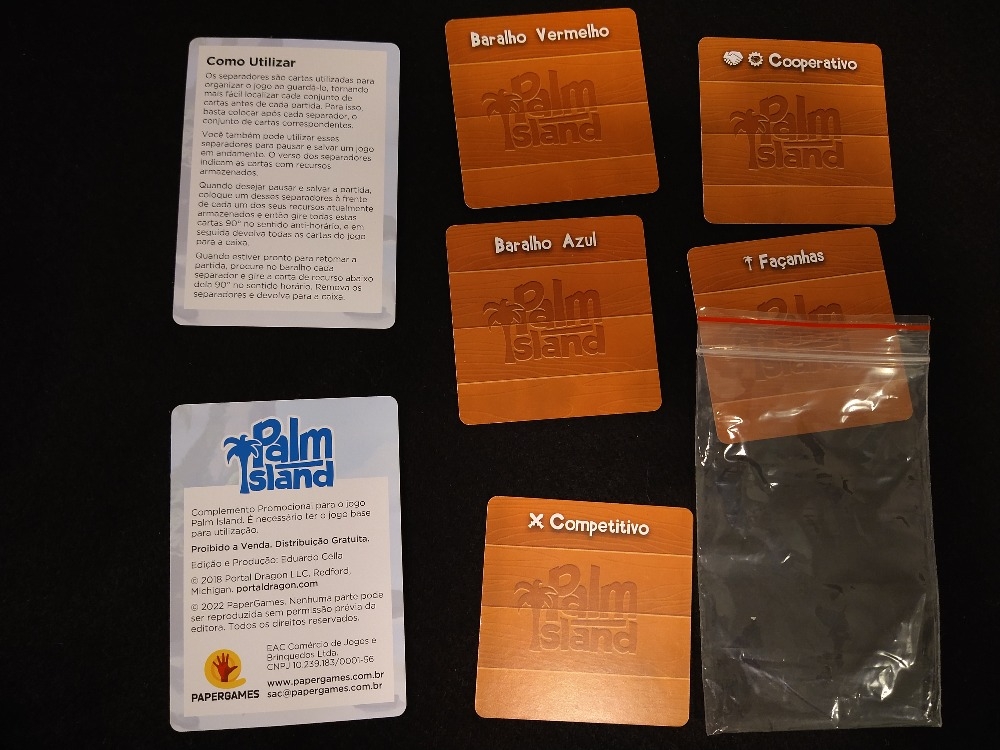 Como Utilizar
Os separadores são cartas utilizadas para
organizar o jogo ao guardá-lo, tornando
mais fácil localizar cada conjunto de
cartas antes de cada partida. Para isso,
basta colocar após cada separador, o
conjunto de cartas correspondentes.
Você também pode utilizar esses
separadores para pausar e salvar um jogo
em andamento. O verso dos separadores
indicam as cartas com recursos
armazenados.
Quando desejar pausar e salvar a partida,
coloque um desses separadores à frente
de cada um dos seus recursos atualmente
armazenados e então gire todas estas
cartas 90° no sentido anti-horário, e em
seguida devolva todas as cartas do jogo
para a caixa.
Quando estiver pronto para retomar a
partida, procure no baralho cada
separador e gire a carta de recurso abaixo
dela 90° no sentido horário. Remova os
separadores e devolva para a caixa.
Palm
Island
Complemento Promocional para o jogo
Palm Island. É necessário ter o jogo base
para utilização.
Proibido a Venda. Distribuição Gratuita.
Edição e Produção: Eduardo Cella
© 2018 Portal Dragon LLC, Redford,
Michigan. portaldragon.com
© 2022 PaperGames. Nenhuma parte pode
ser reproduzida sem permissão prévia da
editora. Todos os direitos reservados.
PAPERGAMES
EAC Comércio de Jogos e
Brinquedos Ltda.
CNPJ 10.239.183/0001-56
www.papergames.com.br
sac@papergames.com.br
Baralho Vermelho
Palm
Island
Baralho Azul
Palm
Island
Competitivo
Palm
Island
Cooperativo
Palm
Island
Façanhas
Palm
Island